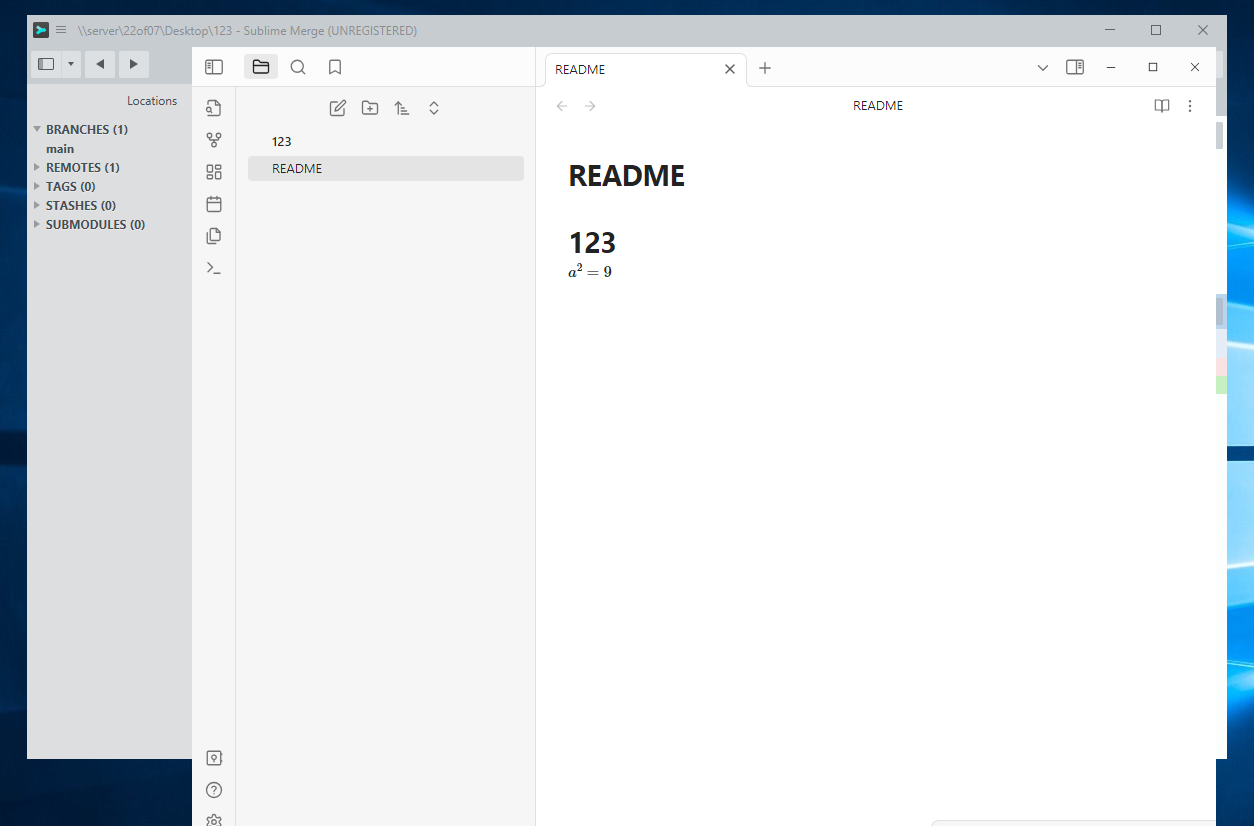 \\server\22of07\Desktop\123 - Sublime Merge (UNREGISTERED)
Locations
BRANCHES (1)
main
REMOTES (1)
TAGS (0)
STASHES (0)
SUBMODULES (0)
123
README
README
README
README
123
a² = 9